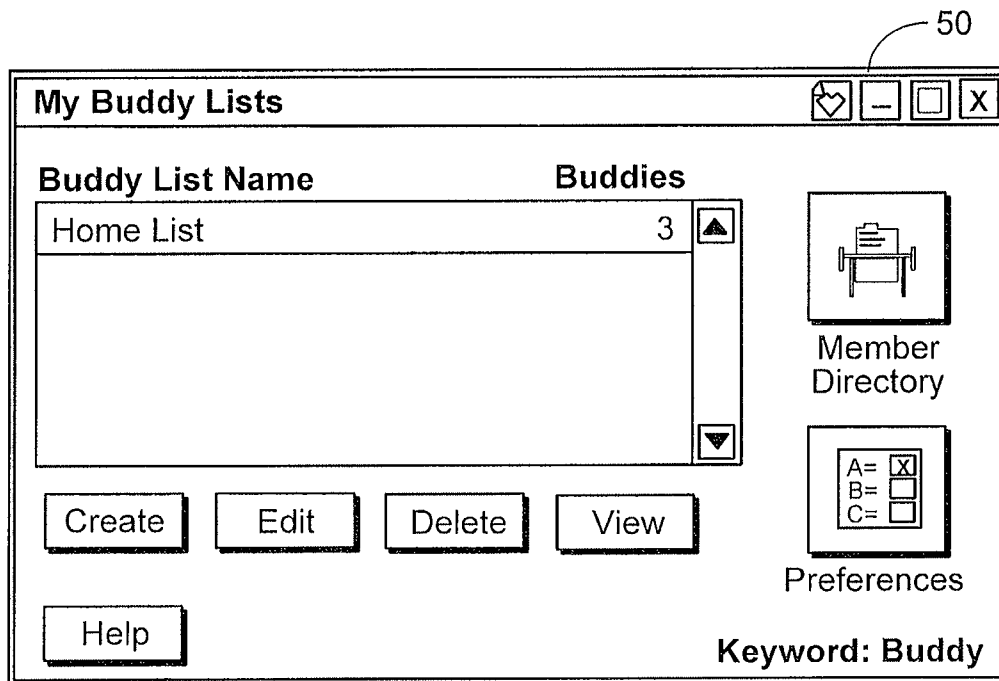 50
My Buddy Lists
X
Buddy List Name Buddies
Home List 3
Member
Directory
A= X
B=
C=
Preferences
Create Edit Delete View
Help
Keyword: Buddy